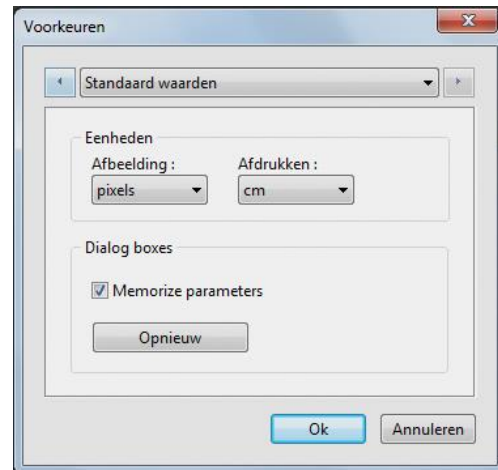 Voorkeuren
Standaard waarden
Eenheden
Afbeelding :    Afdrukken :
pixels    cm
Dialog boxes
Memorize parameters
Opnieuw
Ok    Annuleren